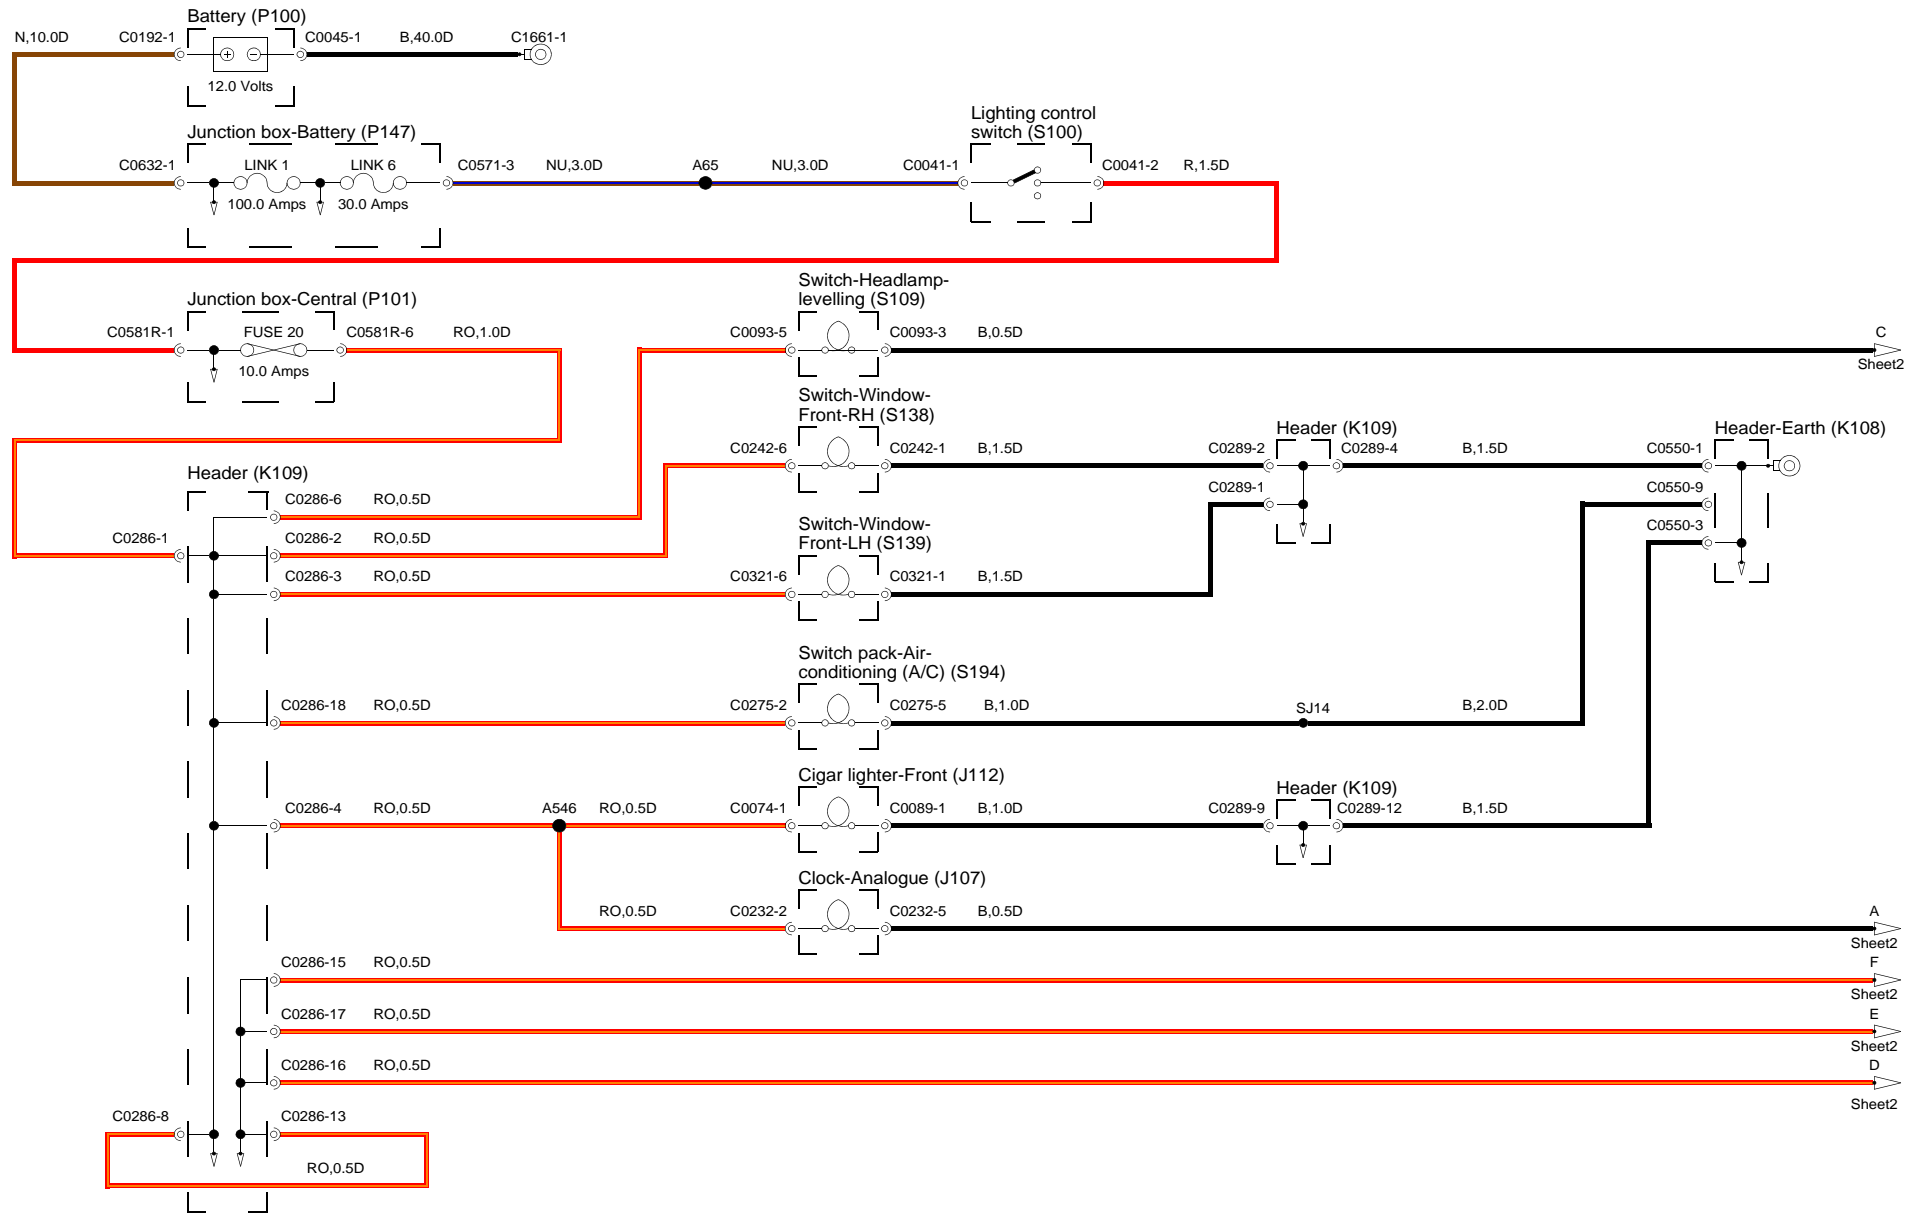 Battery (P100)
N,10.0D
C0192-1
C0045-1
B,40.0D
C1661-1
12.0 Volts
Lighting control
switch (S100)
Junction box-Battery (P147)
C0632-1
LINK 1
LINK 6
C0571-3
NU,3.0D
A65
NU,3.0D
C0041-1
C0041-2
R,1.5D
100.0 Amps
30.0 Amps
Switch-Headlamp-
levelling (S109)
Junction box-Central (P101)
C0581R-1
FUSE 20
C0581R-6
RO,1.0D
C0093-5
C0093-3
B,0.5D
C
Sheet2
10.0 Amps
Switch-Window-
Front-RH (S138)
Header (K109)
Header-Earth (K108)
C0242-6
C0242-1
B,1.5D
C0289-2
C0289-4
B,1.5D
C0550-1
Header (K109)
C0289-1
C0550-9
C0286-6
RO,0.5D
Switch-Window-
Front-LH (S139)
C0550-3
C0286-1
C0286-2
RO,0.5D
C0286-3
RO,0.5D
C0321-6
C0321-1
B,1.5D
Switch pack-Air-
conditioning (A/C) (S194)
C0286-18
RO,0.5D
C0275-2
C0275-5
B,1.0D
SJ14
B,2.0D
Cigar lighter-Front (J112)
Header (K109)
C0286-4
RO,0.5D
A546
RO,0.5D
C0074-1
C0089-1
B,1.0D
C0289-9
C0289-12
B,1.5D
Clock-Analogue (J107)
RO,0.5D
C0232-2
C0232-5
B,0.5D
A
Sheet2
C0286-15
RO,0.5D
F
Sheet2
C0286-17
RO,0.5D
E
Sheet2
C0286-16
RO,0.5D
D
Sheet2
C0286-8
C0286-13
RO,0.5D